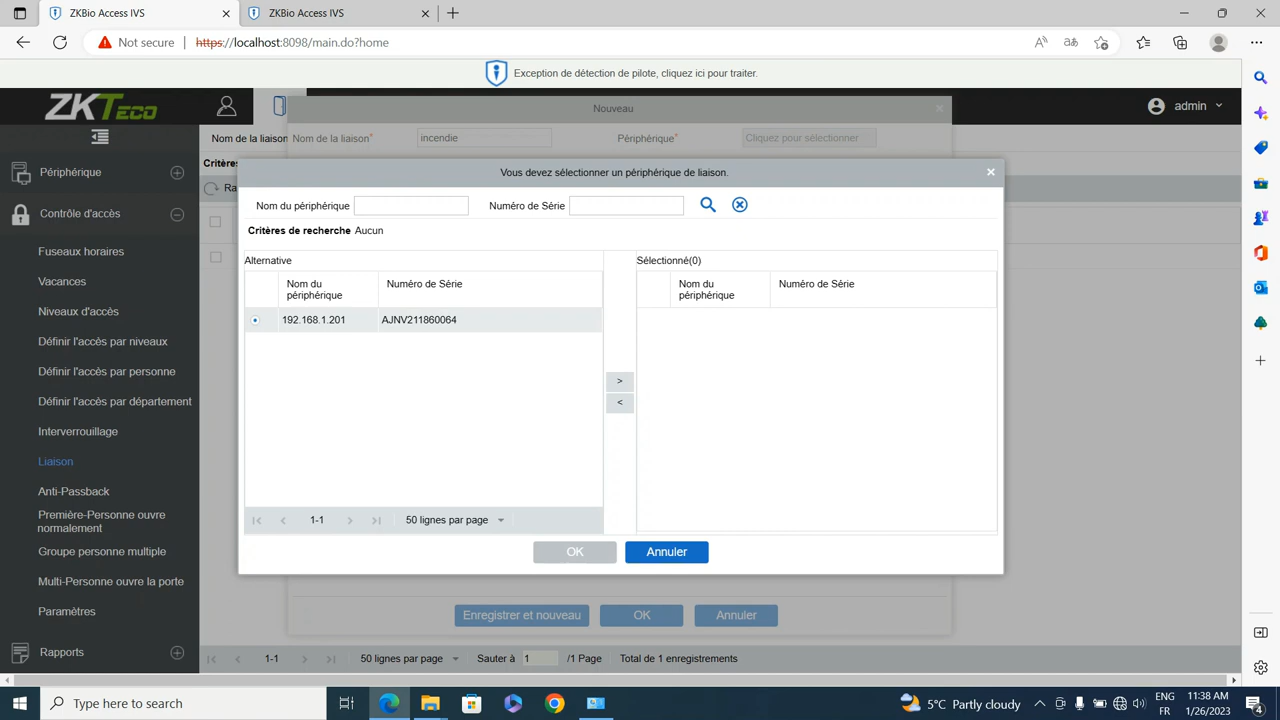 ZKBio Access IVS
ZKBio Access IVS
Not secure
https://localhost:8098/main.do?home
Exception de détection de pilote, cliquez ici pour traiter.
ZKTeco
Nouveau
admin
Nom de la liaison
Nom de la liaison*
incendie
Périphérique*
Cliquez pour sélectionner
Critères
Ra
Vous devez sélectionner un périphérique de liaison.
Nom du périphérique
Numéro de Série
Critères de recherche Aucun
Alternative
Nom du périphérique
Numéro de Série
192.168.1.201
AJNV211860064
>
<
Sélectionné(0)
Nom du périphérique
Numéro de Série
1-1
50 lignes par page
OK
Annuler
Périphérique
Contrôle d'accès
Fuseaux horaires
Vacances
Niveaux d'accès
Définir l'accès par niveaux
Définir l'accès par personne
Définir l'accès par département
Interverrouillage
Liaison
Anti-Passback
Première-Personne ouvre
normalement
Groupe personne multiple
Multi-Personne ouvre la porte
Paramètres
Rapports
Enregistrer et nouveau
OK
Annuler
1-1
50 lignes par page
Sauter à
1
/1 Page
Total de 1 enregistrements
Type here to search
5°C Partly cloudy
ENG
FR
11:38 AM
1/26/2023
4